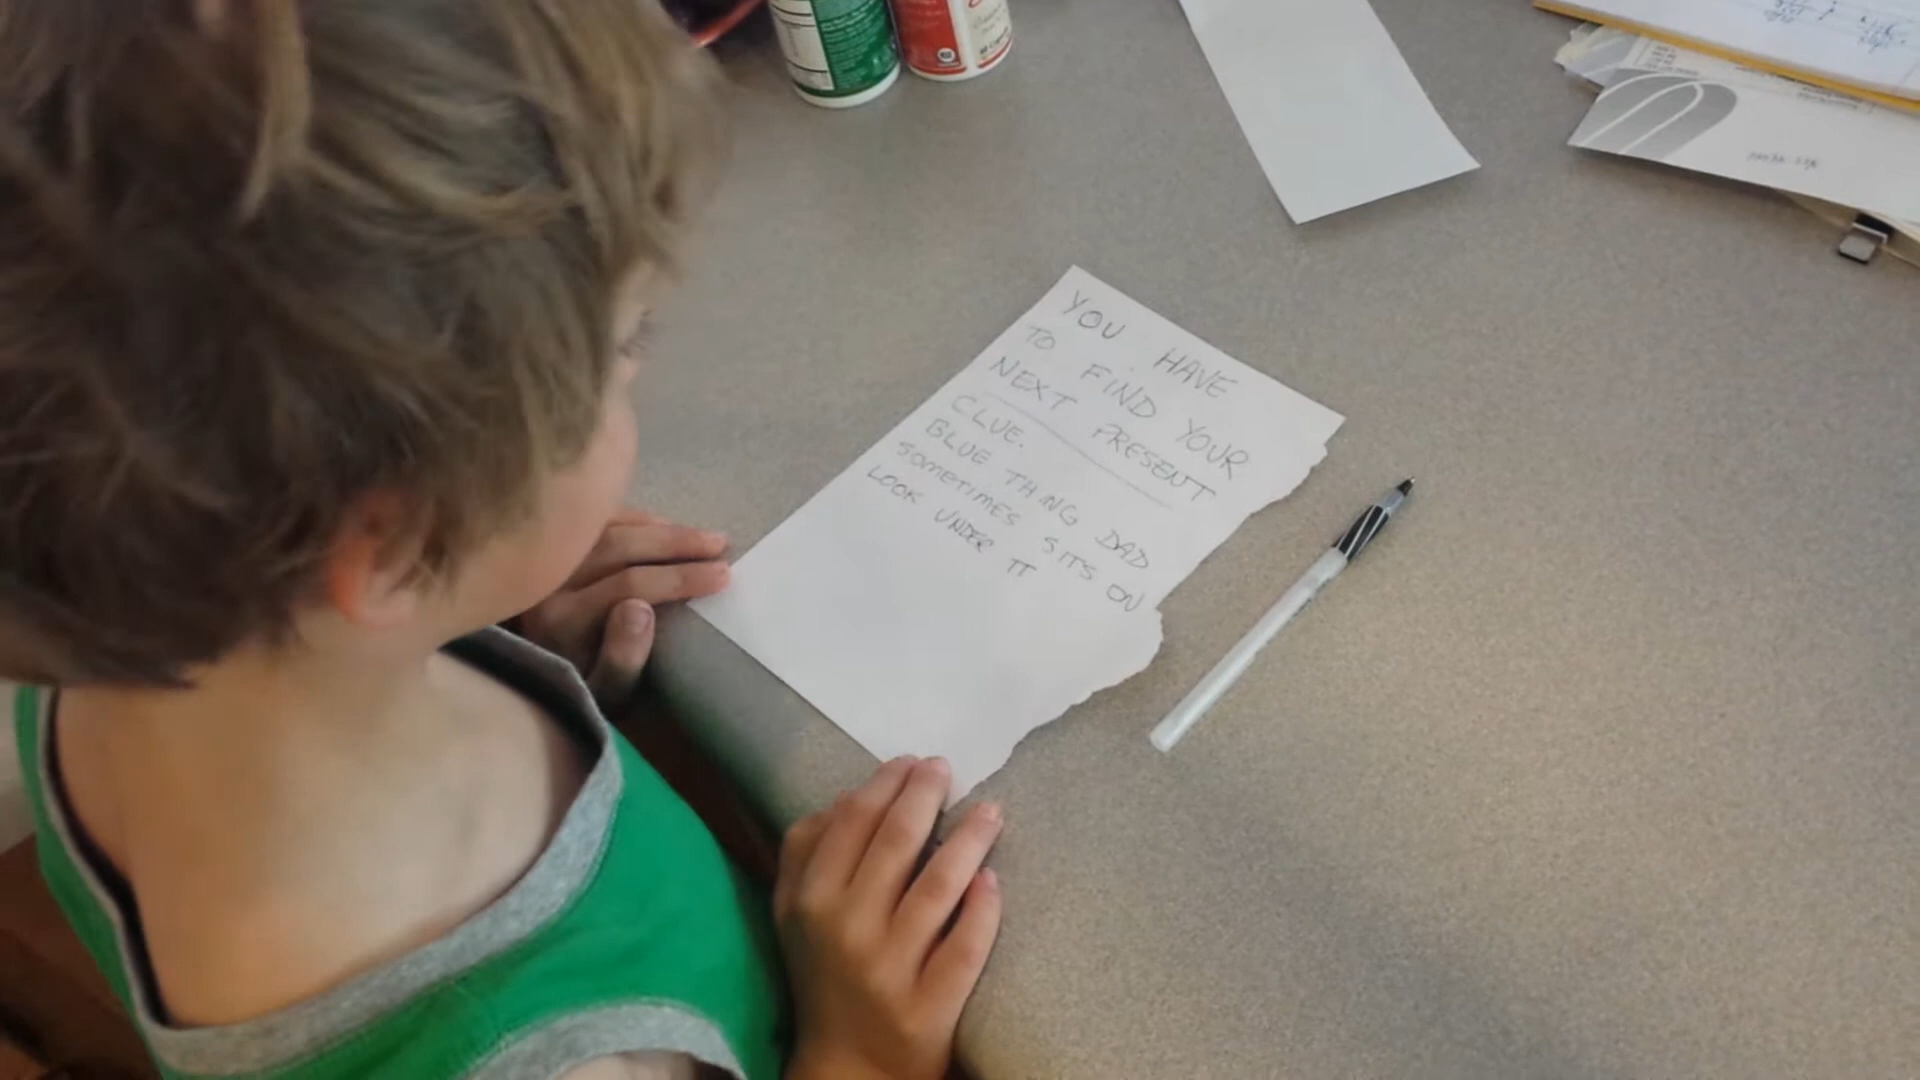 YOU HAVE
TO FIND YOUR
NEXT PRESENT
CLUE.
BLUE THING DAD
SOMETIMES SITS ON
LOOK UNDER IT